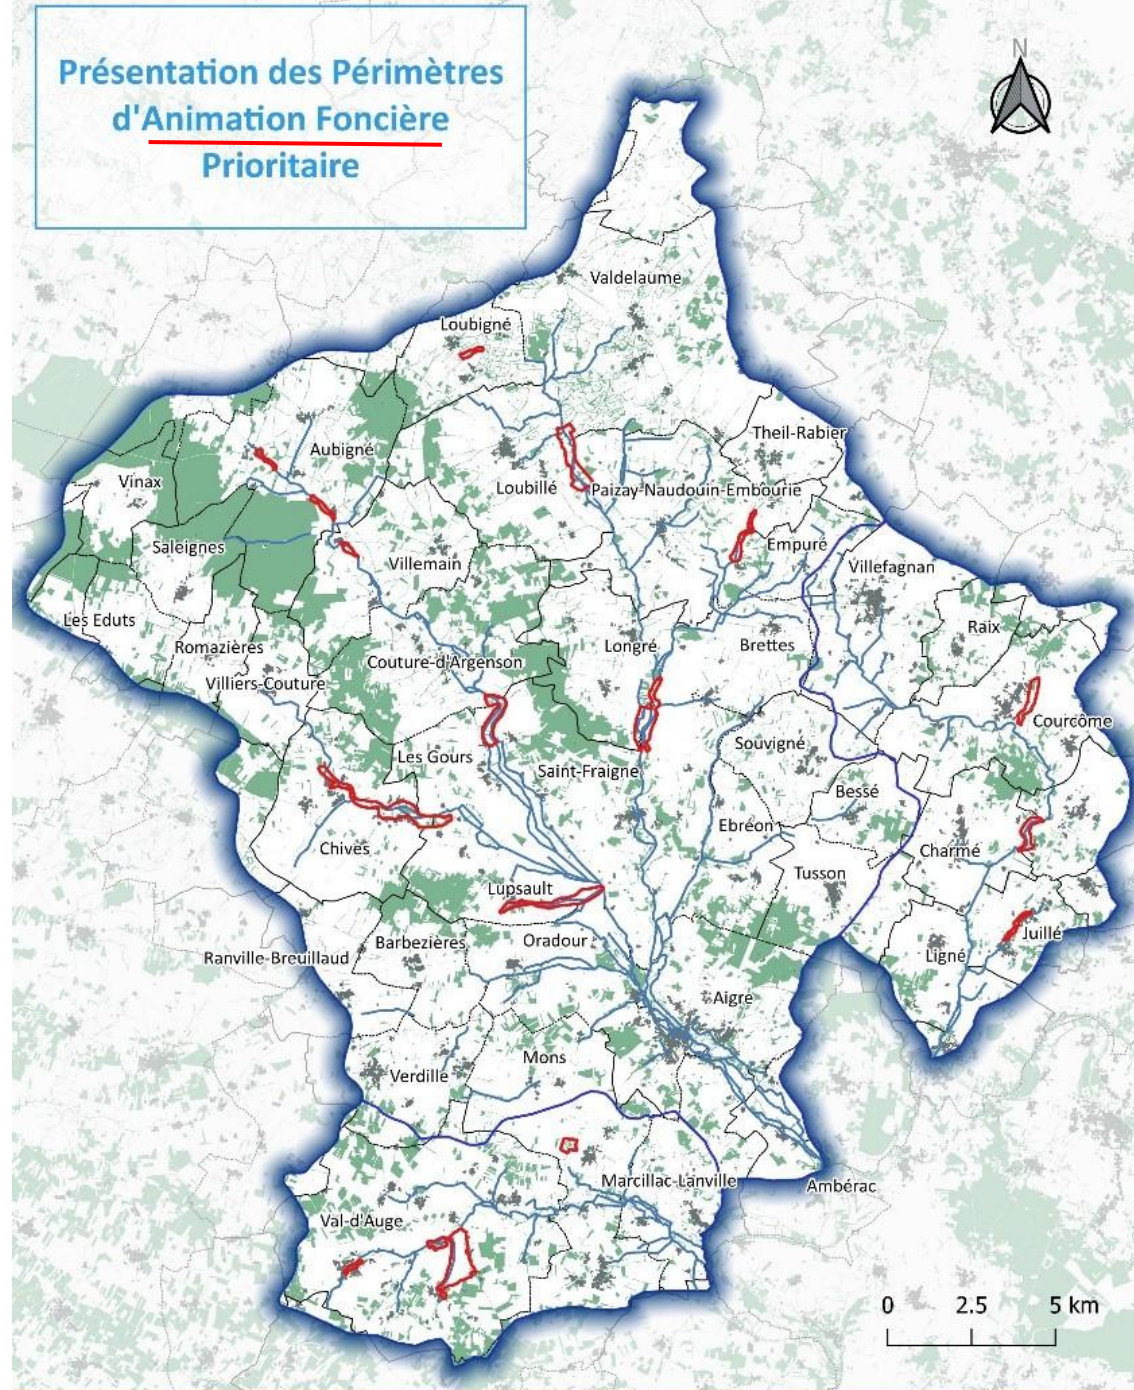 Présentation des Périmètres
d'Animation Foncière
Prioritaire
N
Valdelaume
Loubigné
Theil-Rabier
Aubigné
Vinax
Loubillé
Paizay-Naudouin-Embourie
Empuré
Saleignes
Villemain
Villefagnan
Les Eduts
Raix
Romazières
Longré
Brettes
Couture-d'Argenson
Villiers-Couture
Courcôme
Souvigné
Les Gours
Saint-Fraigne
Bessé
Ebréon
Chives
Charmé
Tusson
Lupsault
Juillé
Barbezières
Oradour
Ligné
Ranville-Breuillaud
Aigre
Mons
Verdille
Marcillac-Lanville
Ambérac
Val-d'Auge
0 2.5 5 km